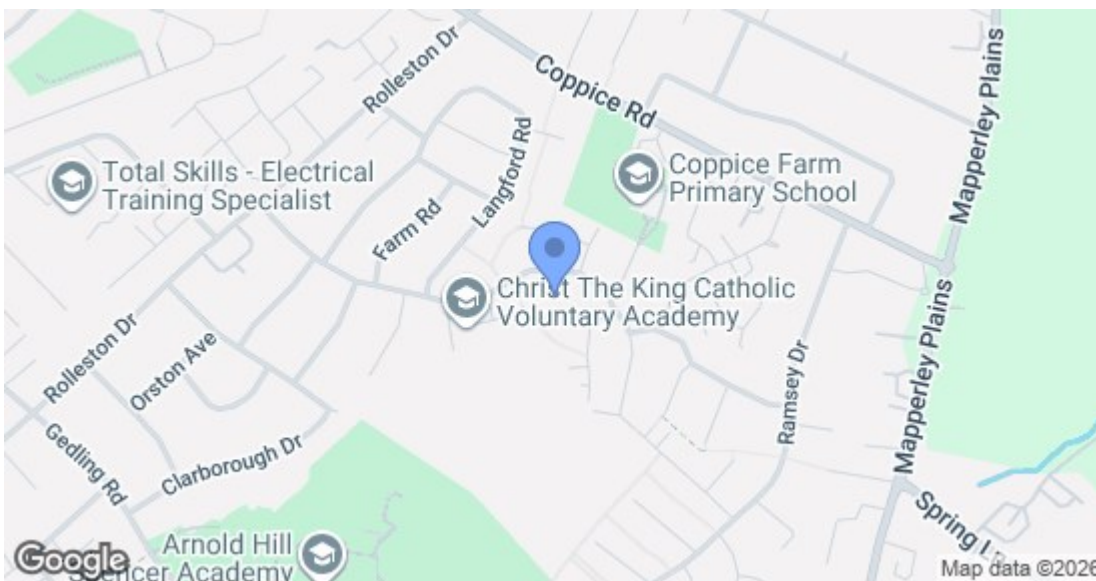 Rolleston Dr
Coppice Rd
Mapperley Plains
Total Skills - Electrical
Training Specialist
Langford Rd
Coppice Farm
Primary School
Farm Rd
Christ The King Catholic
Voluntary Academy
Rolleston Dr
Orston Ave
Ramsey Dr
Mapperley Plains
Gedling Rd
Clarborough Dr
Spring
Arnold Hill
Spencer Academy
Google
Map data ©2026